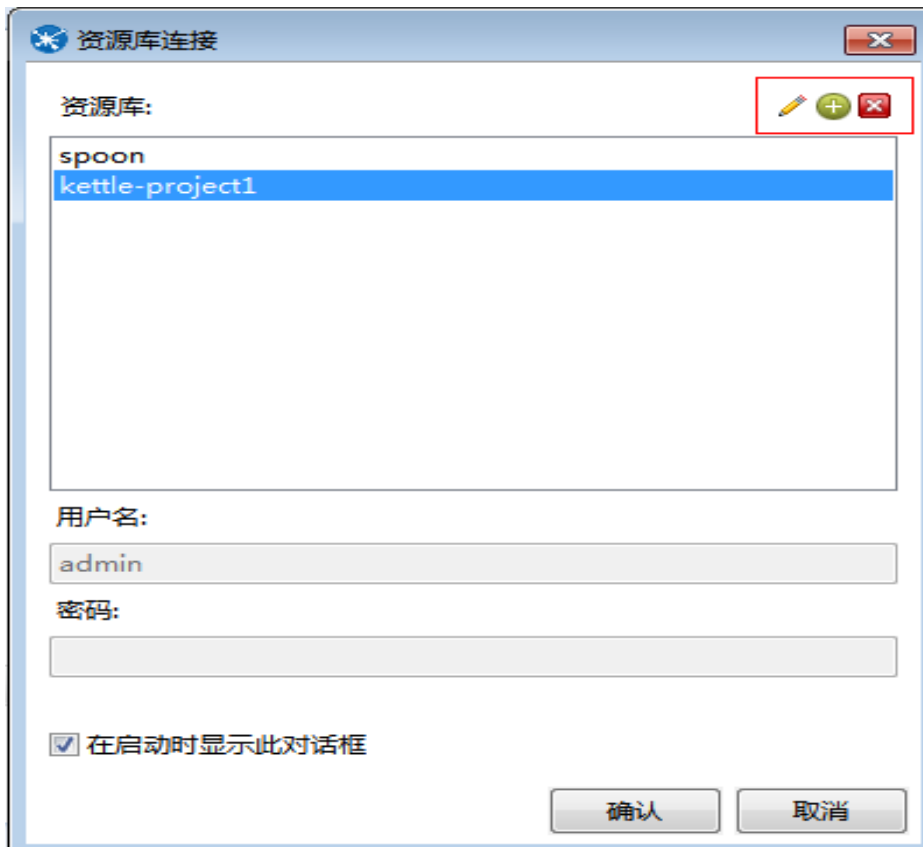 资源库连接
资源库:
spoon
kettle-project1
用户名:
admin
密码:
在启动时显示此对话框
确认
取消